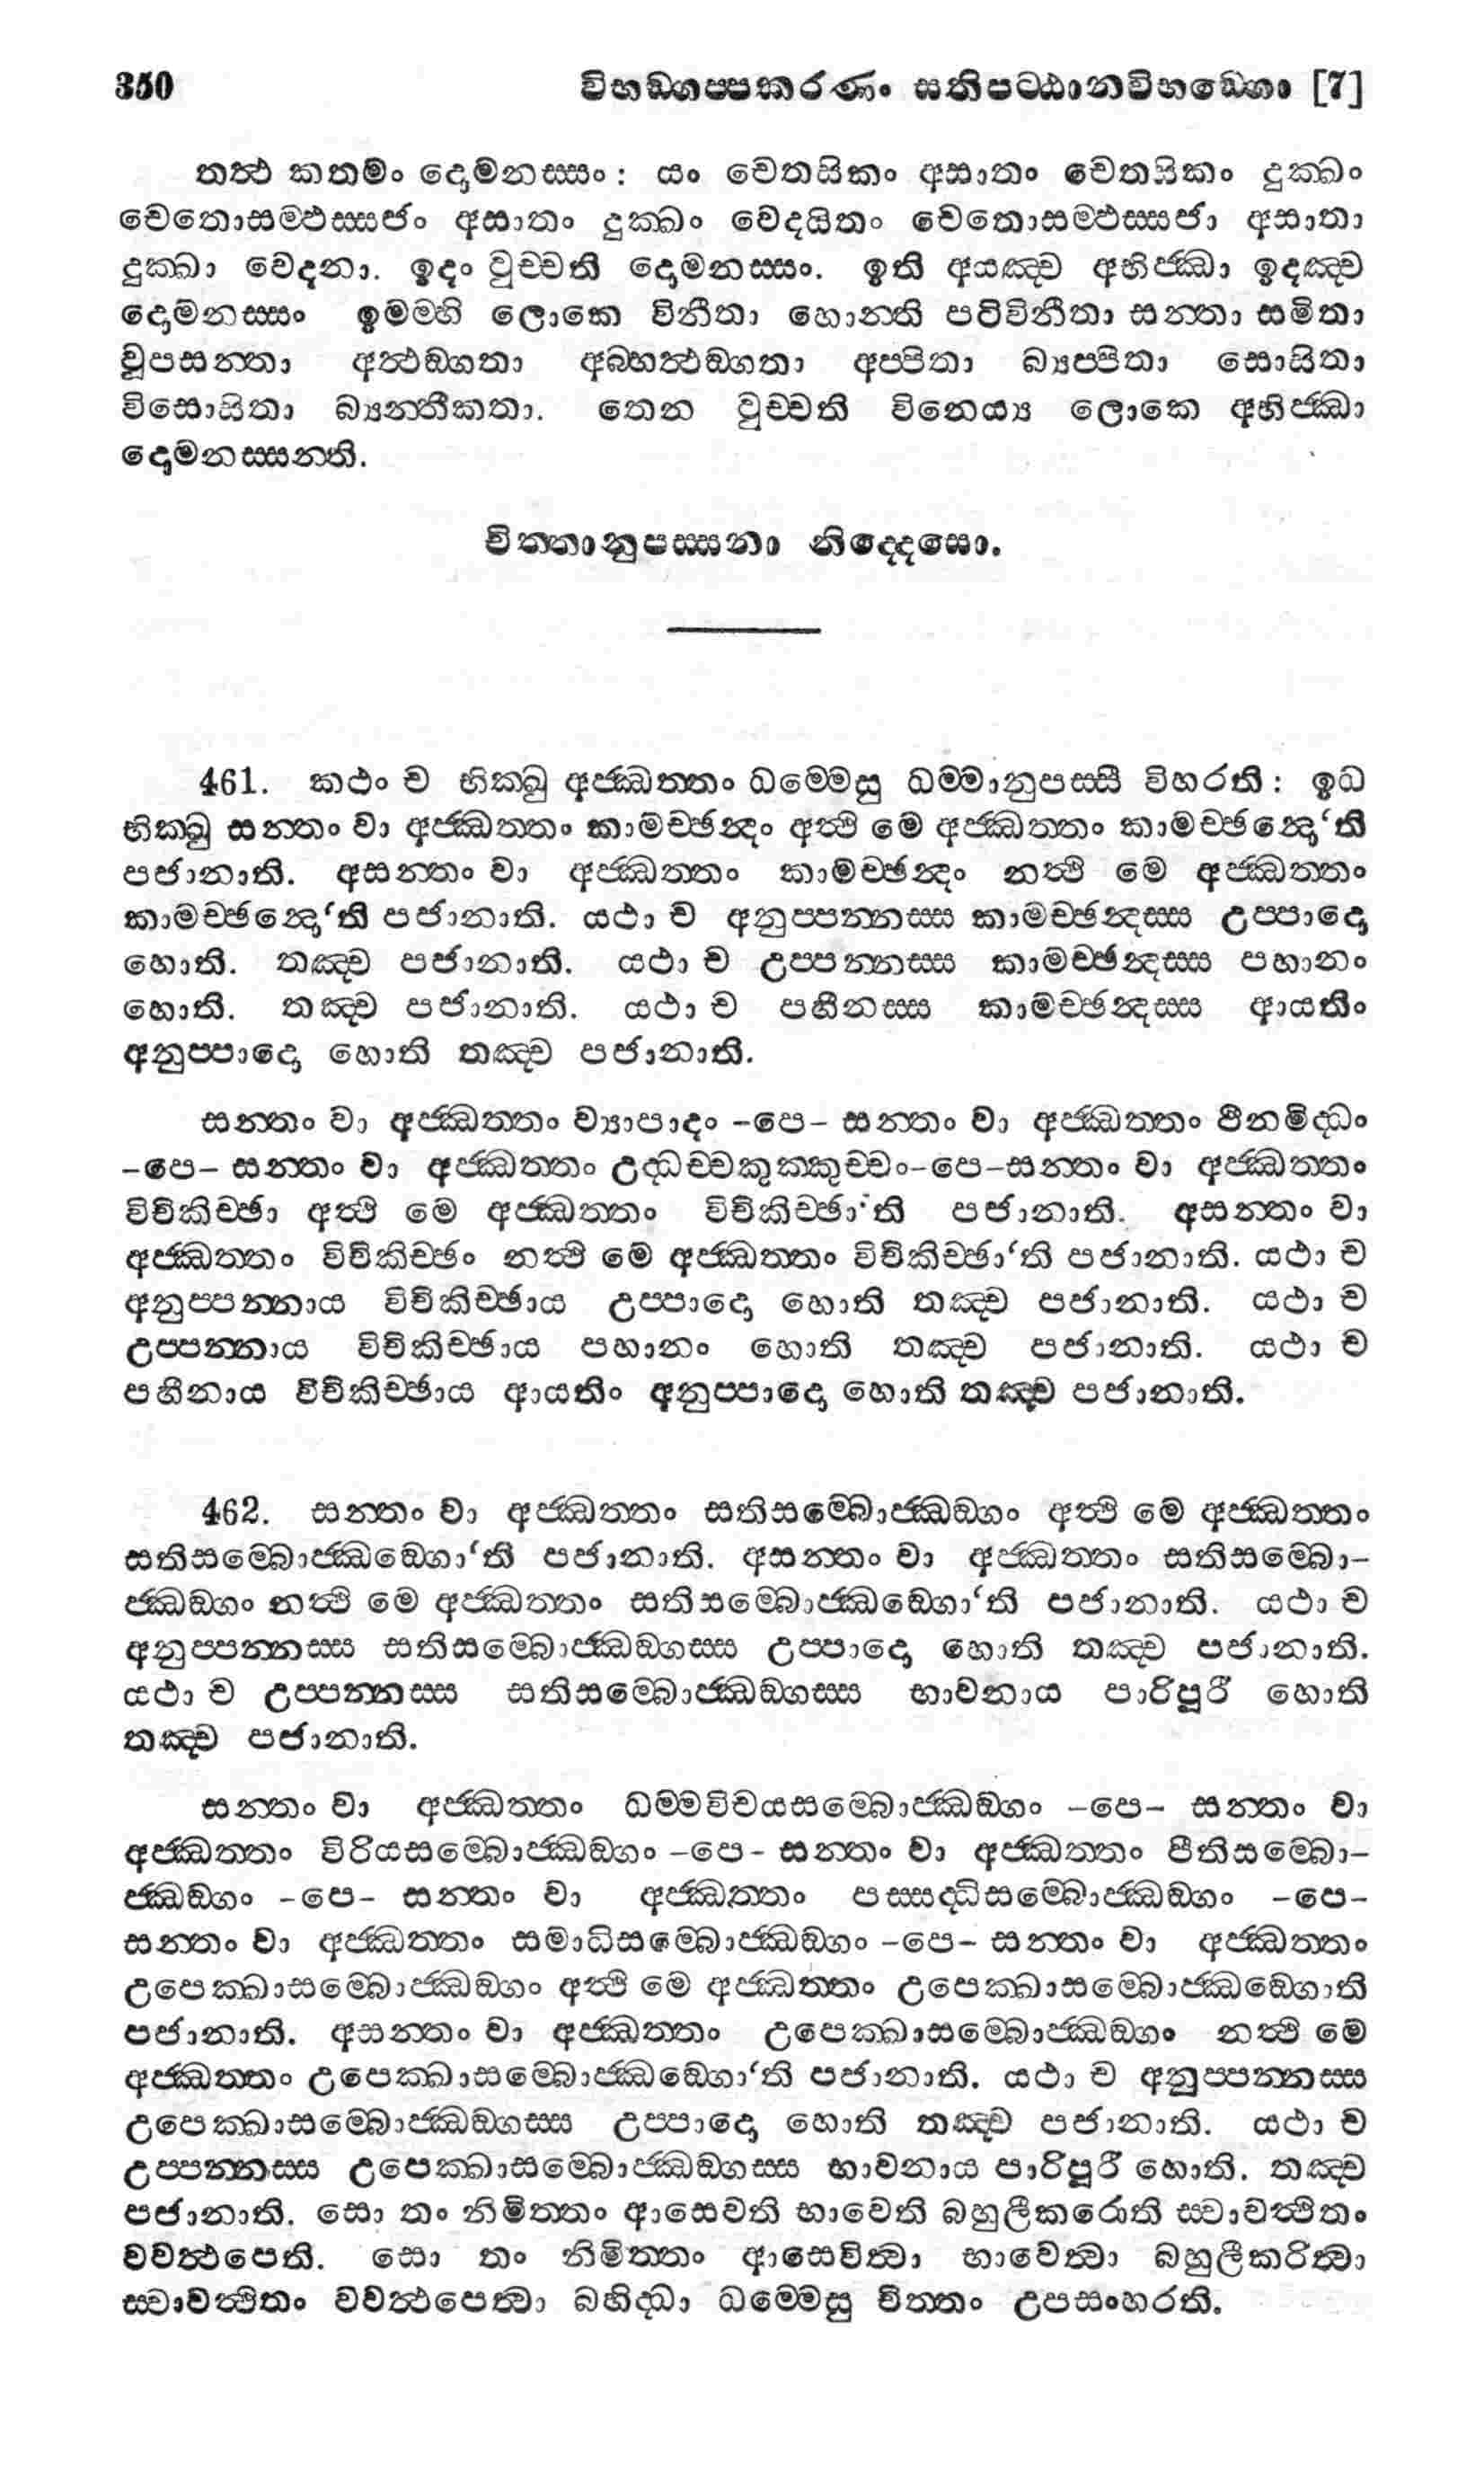 350 විභඞ්ගප්පකරණං සතිපට්ඨානවිභඞ්ගො [7]
තත්ථ කතමං දොමනස්සං: යං චෙතසිකං අසාතං චෙතසිකං දුක්ඛං
චෙතොසම්ඵස්සජං අසාතං දුක්ඛං වෙදයිතං චෙතොසම්ඵස්සජා අසාතා
දුක්ඛා වෙදනා. ඉදං වුච්චති දොමනස්සං. ඉති අයඤ්ච අභිජ්ඣා ඉදඤ්ච
දොමනස්සං ඉමම්හි ලොකෙ විනීතා හොන්ති පටිවිනීතා සන්තා සමිතා
වූපසන්තා අත්ථඞ්ගතා අබ්භත්ථඞ්ගතා අප්පිතා බ්‍යප්පිතා සොසිතා
විසොසිතා බ්‍යන්තීකතා. තෙන වුච්චති විනෙය්‍ය ලොකෙ අභිජ්ඣා
දොමනස්සන්ති.
චිත්තානුපස්සනා නිද්දෙසො.
461. කථං ච භික්ඛු අජ්ඣත්තං ධම්මෙසු ධම්මානුපස්සී විහරති: ඉධ
භික්ඛු සන්තං වා අජ්ඣත්තං කාමච්ඡන්දං අත්ථි මෙ අජ්ඣත්තං කාමච්ඡන්දො‘ති
පජානාති. අසන්තං වා අජ්ඣත්තං කාමච්ඡන්දං නත්ථි මෙ අජ්ඣත්තං
කාමච්ඡන්දො‘ති පජානාති. යථා ච අනුප්පන්නස්ස කාමච්ඡන්දස්ස උප්පාදො
හොති. තඤ්ච පජානාති. යථා ච උප්පන්නස්ස කාමච්ඡන්දස්ස පහානං
හොති. තඤ්ච පජානාති. යථා ච පහීනස්ස කාමච්ඡන්දස්ස ආයතිං
අනුප්පාදො හොති තඤ්ච පජානාති.
සන්තං වා අජ්ඣත්තං ව්‍යාපාදං -පෙ- සන්තං වා අජ්ඣත්තං ථීනමිද්ධං
-පෙ- සන්තං වා අජ්ඣත්තං උද්ධච්චකුක්කුච්චං-පෙ-සන්තං වා අජ්ඣත්තං
විචිකිච්ඡා අත්ථි මෙ අජ්ඣත්තං විචිකිච්ඡා‘ති පජානාති. අසන්තං වා
අජ්ඣත්තං විචිකිච්ඡං නත්ථි මෙ අජ්ඣත්තං විචිකිච්ඡා‘ති පජානාති. යථා ච
අනුප්පන්නාය විචිකිච්ඡාය උප්පාදො හොති තඤ්ච පජානාති. යථා ච
උප්පන්නාය විචිකිච්ඡාය පහානං හොති තඤ්ච පජානාති. යථා ච
පහීනාය විචිකිච්ඡාය ආයතිං අනුප්පාදො හොති තඤ්ච පජානාති.
462. සන්තං වා අජ්ඣත්තං සතිසම්බොජ්ඣඞ්ගං අත්ථි මෙ අජ්ඣත්තං
සතිසම්බොජ්ඣඞ්ගො‘ති පජානාති. අසන්තං වා අජ්ඣත්තං සතිසම්බො-
ජ්ඣඞ්ගං නත්ථි මෙ අජ්ඣත්තං සතිසම්බොජ්ඣඞ්ගො‘ති පජානාති. යථා ච
අනුප්පන්නස්ස සතිසම්බොජ්ඣඞ්ගස්ස උප්පාදො හොති තඤ්ච පජානාති.
යථා ච උප්පන්නස්ස සතිසම්බොජ්ඣඞ්ගස්ස භාවනාය පාරිපූරී හොති
තඤ්ච පජානාති.
සන්තං වා අජ්ඣත්තං ධම්මවිචයසම්බොජ්ඣඞ්ගං -පෙ- සන්තං වා
අජ්ඣත්තං විරියසම්බොජ්ඣඞ්ගං -පෙ- සන්තං වා අජ්ඣත්තං පීතිසම්බො-
ජ්ඣඞ්ගං -පෙ- සන්තං වා අජ්ඣත්තං පස්සද්ධිසම්බොජ්ඣඞ්ගං -පෙ-
සන්තං වා අජ්ඣත්තං සමාධිසම්බොජ්ඣඞ්ගං -පෙ- සන්තං වා අජ්ඣත්තං
උපෙක්ඛාසම්බොජ්ඣඞ්ගං අත්ථි මෙ අජ්ඣත්තං උපෙක්ඛාසම්බොජ්ඣඞ්ගොති
පජානාති. අසන්තං වා අජ්ඣත්තං උපෙක්ඛාසම්බොජ්ඣඞ්ගං නත්ථි මෙ
අජ්ඣත්තං උපෙක්ඛාසම්බොජ්ඣඞ්ගො‘ති පජානාති. යථා ච අනුප්පන්නස්ස
උපෙක්ඛාසම්බොජ්ඣඞ්ගස්ස උප්පාදො හොති තඤ්ච පජානාති. යථා ච
උප්පන්නස්ස උපෙක්ඛාසම්බොජ්ඣඞ්ගස්ස භාවනාය පාරිපූරී හොති. තඤ්ච
පජානාති. සො තං නිමිත්තං ආසෙවති භාවෙති බහුලීකරොති ස්වාවත්ථිතං
වවත්ථපෙති. සො තං නිමිත්තං ආසෙවිත්වා භාවෙත්වා බහුලීකරිත්වා
ස්වාවත්ථිතං වවත්ථපෙත්වා බහිද්ධා ධම්මෙසු චිත්තං උපසංහරති.